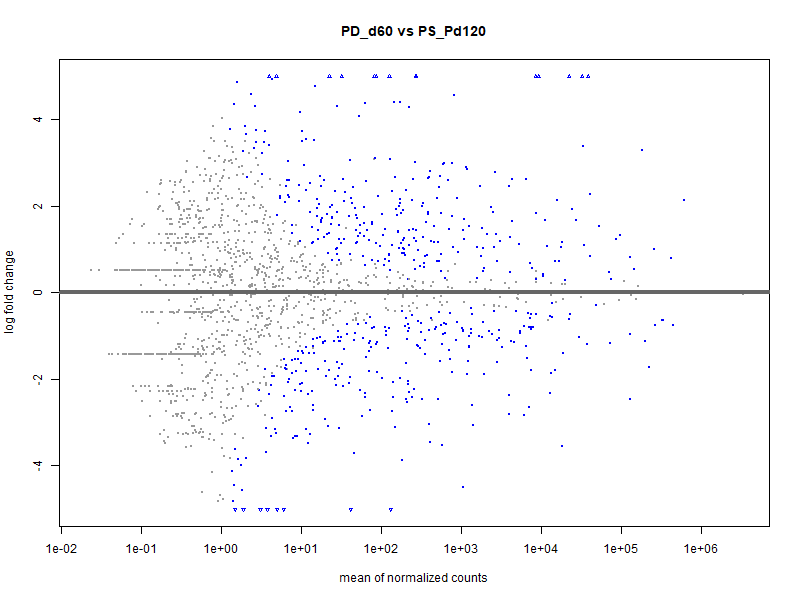 PD_d60 vs PS_Pd120
log fold change
4
2
0
-2
-4
1e-02 1e-01 1e+00 1e+01 1e+02 1e+03 1e+04 1e+05 1e+06
mean of normalized counts